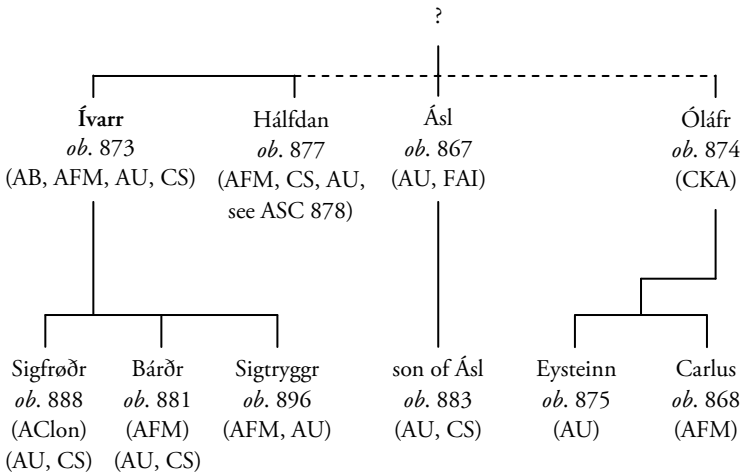 ?
Ívarr
ob. 873
(AB, AFM, AU, CS)
Hálfdan
ob. 877
(AFM, CS, AU,
see ASC 878)
Ásl
ob. 867
(AU, FAI)
Óláfr
ob. 874
(CKA)
Sigfrøðr
ob. 888
(AClon)
(AU, CS)
Bárðr
ob. 881
(AFM)
(AU, CS)
Sigtryggr
ob. 896
(AFM, AU)
son of Ásl
ob. 883
(AU, CS)
Eysteinn
ob. 875
(AU)
Carlus
ob. 868
(AFM)